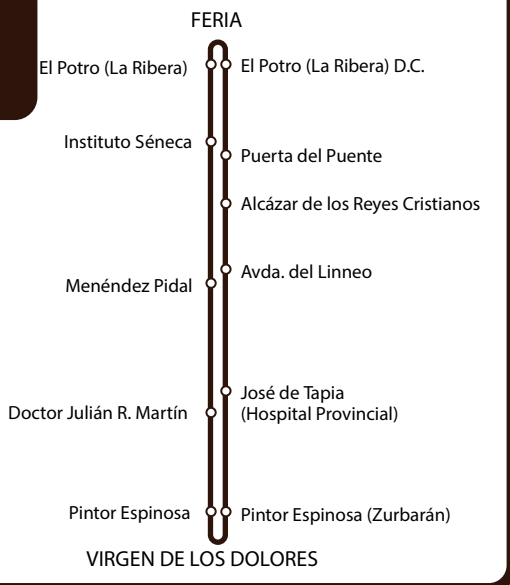 FERIA
El Potro (La Ribera)
El Potro (La Ribera) D.C.
Instituto Séneca
Puerta del Puente
Alcázar de los Reyes Cristianos
Avda. del Linneo
Menéndez Pidal
José de Tapia
(Hospital Provincial)
Doctor Julián R. Martín
Pintor Espinosa
Pintor Espinosa (Zurbarán)
VIRGEN DE LOS DOLORES